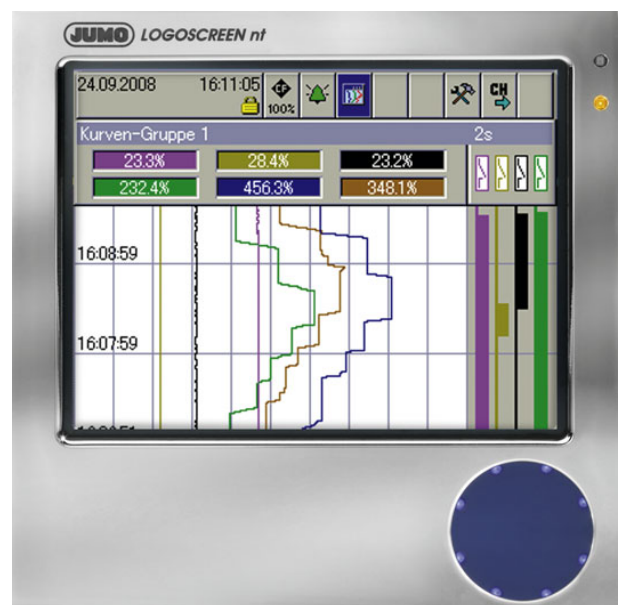 JUMO LOGOSCREEN nt
24.09.2008 16:11:05
100%
CH
Kurven-Gruppe 1 2s
23.3% 28.4% 23.2%
232.4% 456.3% 348.1%
16:08:59
16:07:59